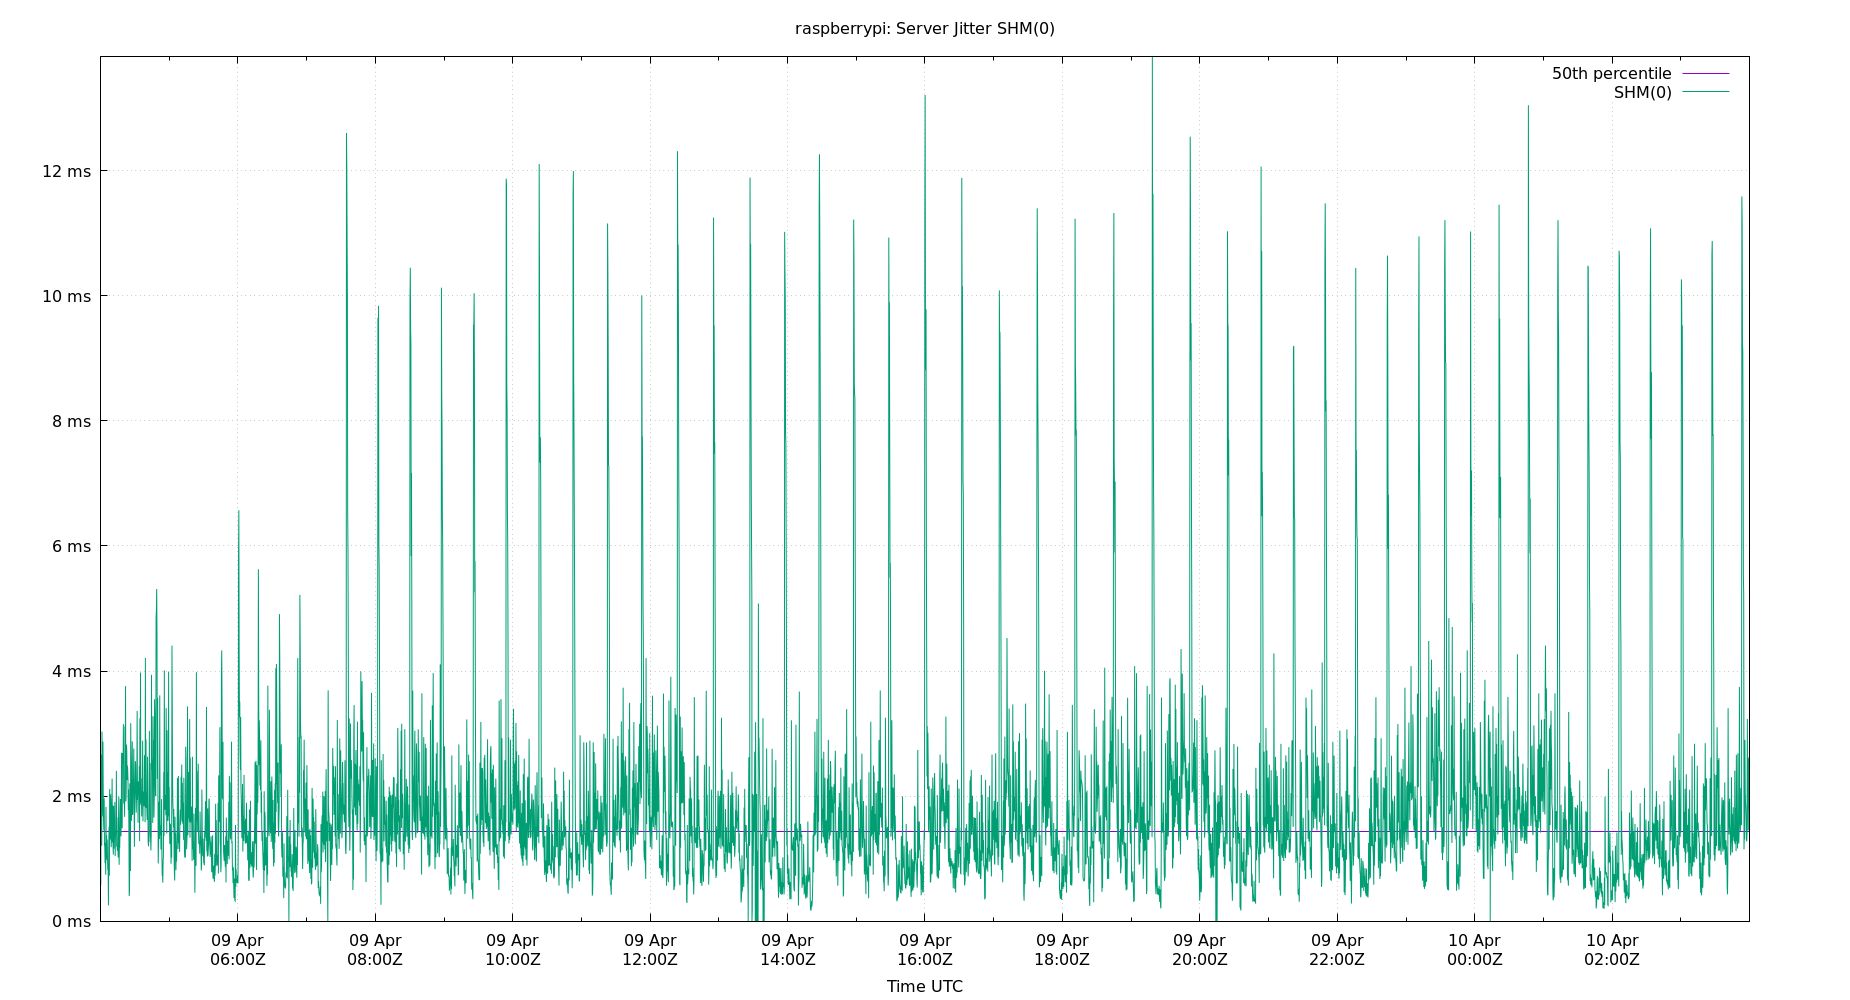 raspberrypi: Server Jitter SHM(0)
50th percentile
SHM(0)
12 ms
10 ms
8 ms
6 ms
4 ms
2 ms
0 ms
09 Apr
06:00Z
09 Apr
08:00Z
09 Apr
10:00Z
09 Apr
12:00Z
09 Apr
14:00Z
09 Apr
16:00Z
09 Apr
18:00Z
09 Apr
20:00Z
09 Apr
22:00Z
10 Apr
00:00Z
10 Apr
02:00Z
Time UTC